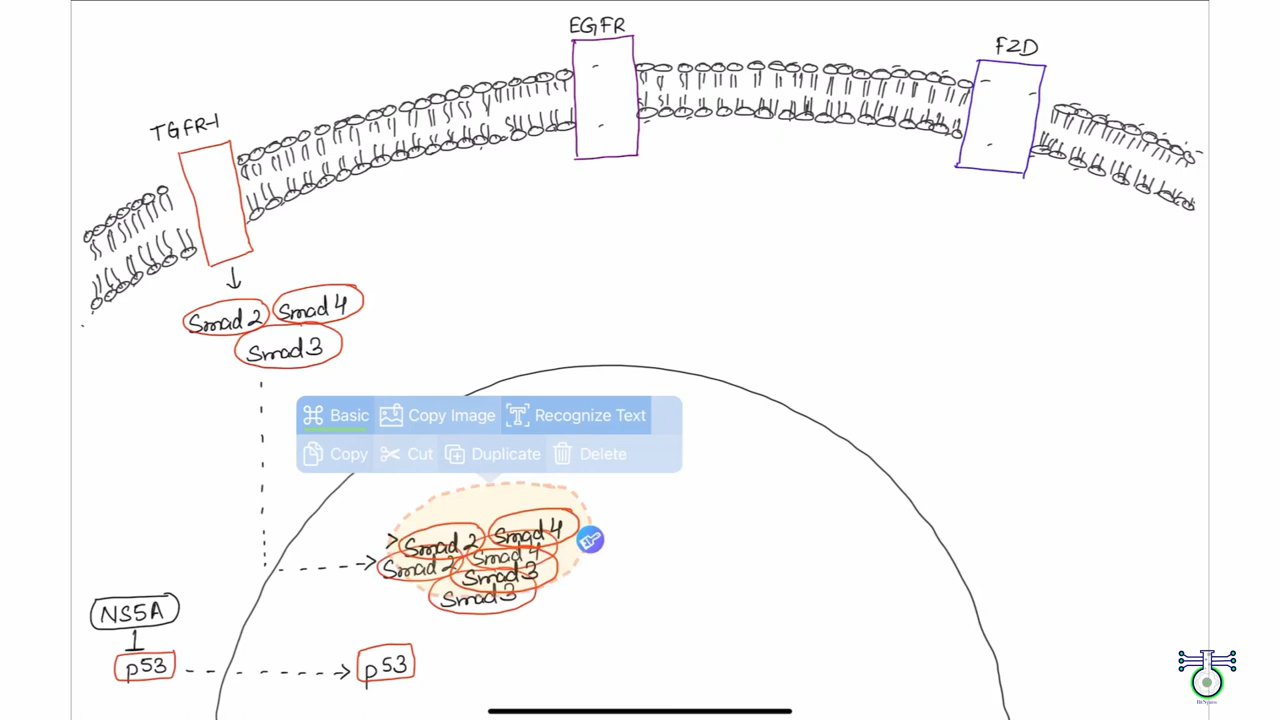 EGFR
FZD
TGFR-1
Smad 2 Smad 4
Smad 3
Basic Copy Image Recognize Text
Copy Cut Duplicate Delete
Smad 2 Smad 4
Smad 2 Smad 4
Smad 3
Smad 3
NS5A
p53 p53